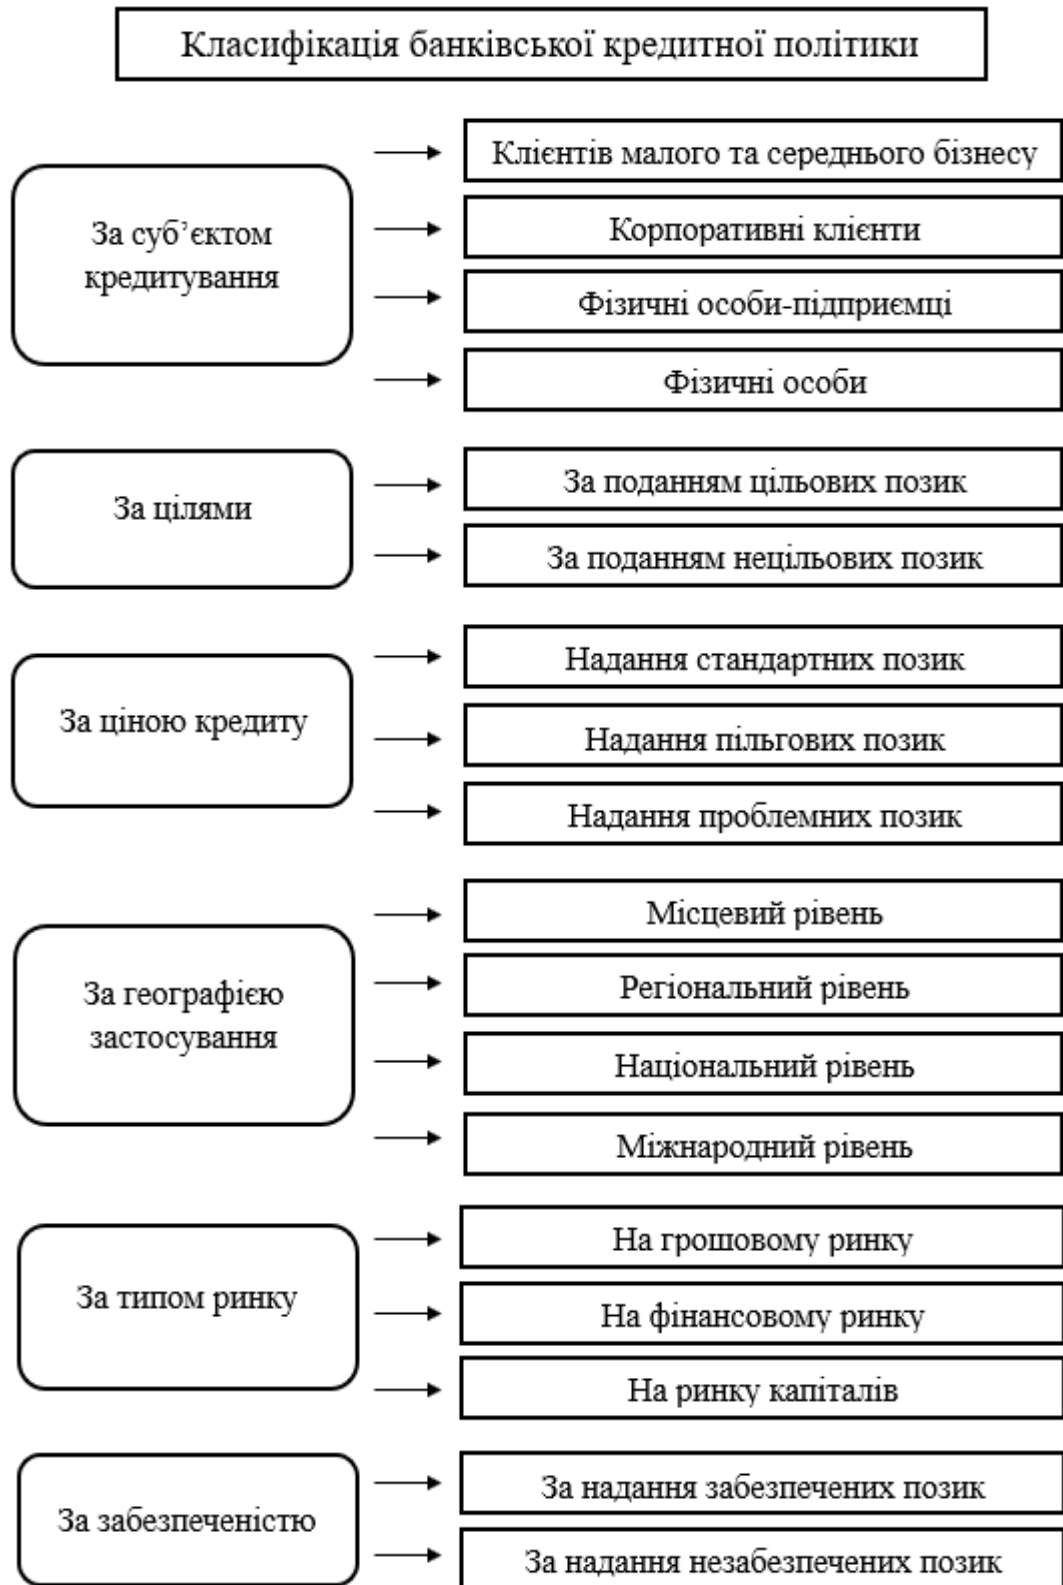 Класифікація банківської кредитної політики
За суб’єктом
кредитування
Клієнтів малого та середнього бізнесу
Корпоративні клієнти
Фізичні особи-підприємці
Фізичні особи
За цілями
За поданням цільових позик
За поданням нецільових позик
За ціною кредиту
Надання стандартних позик
Надання пільгових позик
Надання проблемних позик
За географією
застосування
Місцевий рівень
Регіональний рівень
Національний рівень
Міжнародний рівень
За типом ринку
На грошовому ринку
На фінансовому ринку
На ринку капіталів
За забезпеченістю
За надання забезпечених позик
За надання незабезпечених позик